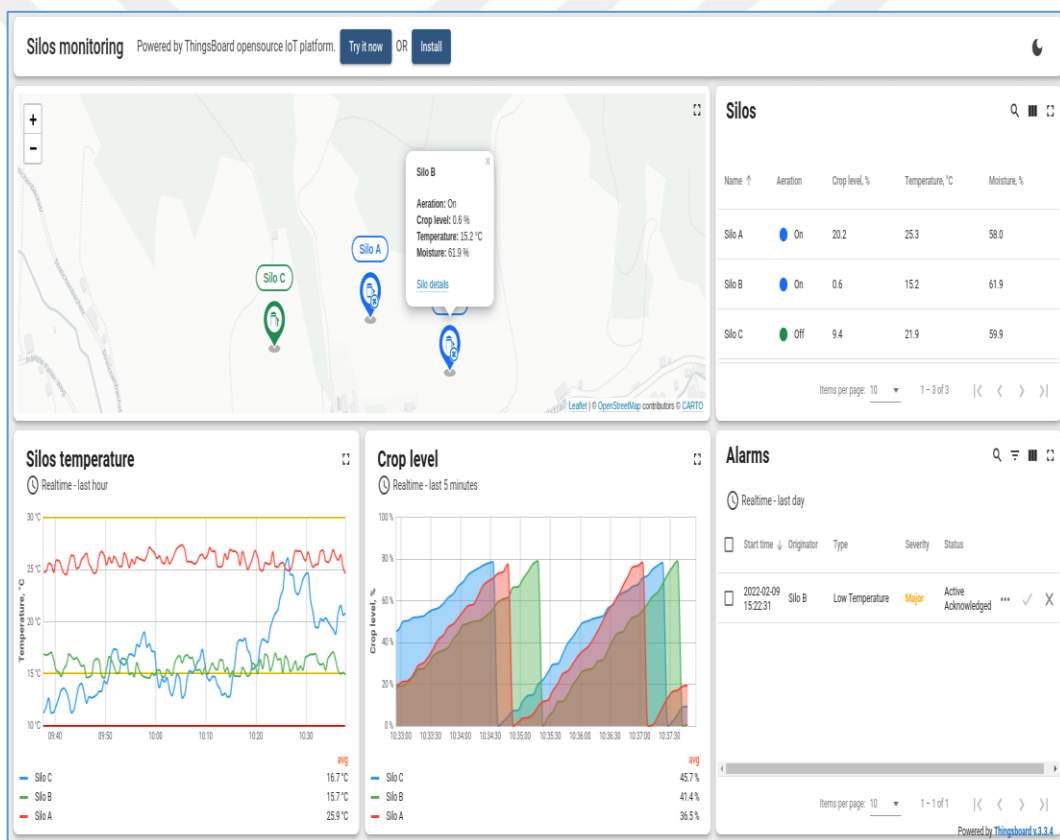 Silos monitoring Powered by ThingsBoard opensource IoT platform. Try it now OR Install
+
−
Silo B
Aeration: On
Crop level: 0.6 %
Temperature: 15.2 °C
Moisture: 61.9 %
Silo details
Silo A
Silo C
Leaflet | © OpenStreetMap contributors © CARTO
Silos
Name ↑ Aeration Crop level, % Temperature, °C Moisture, %
Silo A On 20.2 25.3 58.0
Silo B On 0.6 15.2 61.9
Silo C Off 9.4 21.9 59.9
Items per page: 10 1 – 3 of 3
Silos temperature
Realtime - last hour
Temperature, °C
30 °C
25 °C
20 °C
15 °C
10 °C
09:40 09:50 10:00 10:10 10:20 10:30
avg
Silo C 16.7 °C
Silo B 15.7 °C
Silo A 25.9 °C
Crop level
Realtime - last 5 minutes
Crop level, %
100 %
80 %
60 %
40 %
20 %
0 %
10:33:00 10:33:30 10:34:00 10:34:30 10:35:00 10:35:30 10:36:00 10:36:30 10:37:00 10:37:30
avg
Silo C 45.7 %
Silo B 41.4 %
Silo A 36.5 %
Alarms
Realtime - last day
Start time ↓ Originator Type Severity Status
2022-02-09 15:22:31 Silo B Low Temperature Major Active Acknowledged
Items per page: 10 1 – 1 of 1
Powered by Thingsboard v.3.3.4